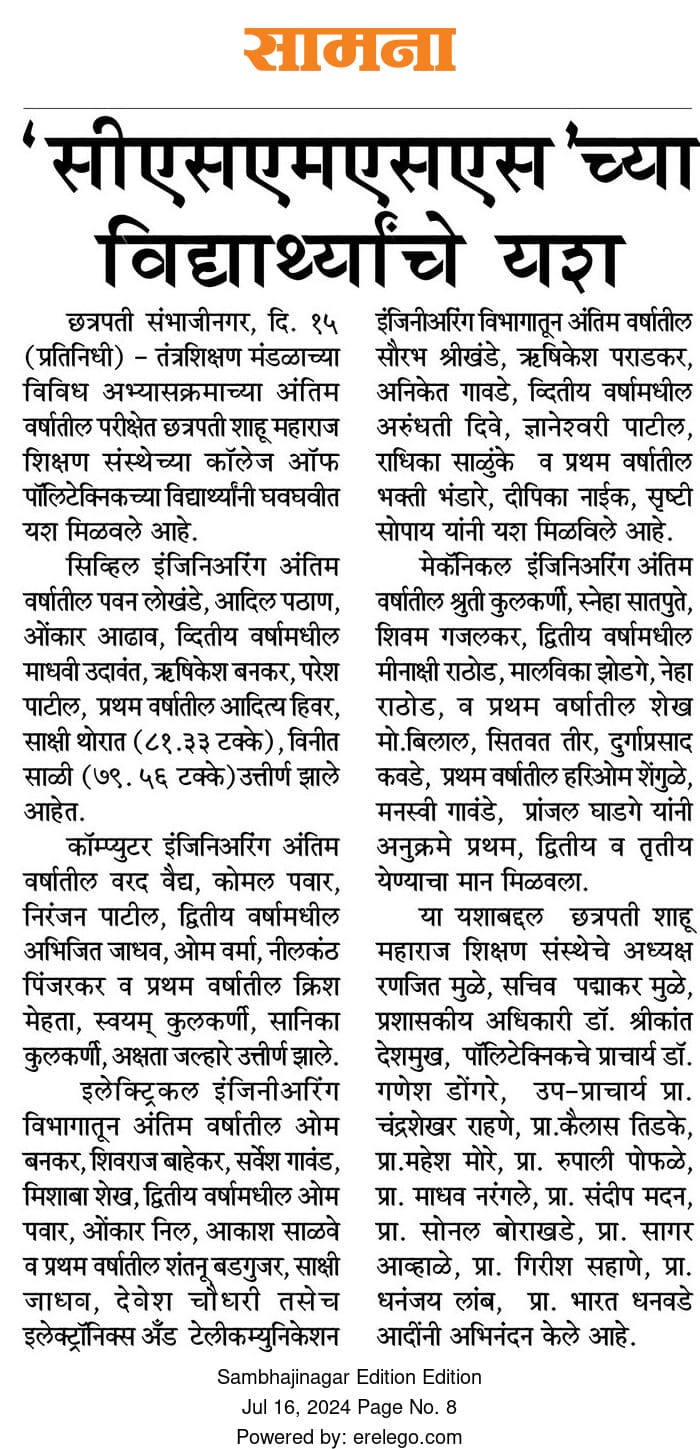 सामना
‘सीएसएमएसएस’च्या
विद्यार्थ्यांचे यश
छत्रपती संभाजीनगर, दि. १५
(प्रतिनिधी) – तंत्रशिक्षण मंडळाच्या
विविध अभ्यासक्रमाच्या अंतिम
वर्षातील परीक्षेत छत्रपती शाहू महाराज
शिक्षण संस्थेच्या कॉलेज ऑफ
पॉलिटेक्निकच्या विद्यार्थ्यांनी घवघवीत
यश मिळवले आहे.
सिव्हिल इंजिनिअरिंग अंतिम
वर्षातील पवन लोखंडे, आदिल पठाण,
ओंकार आढाव, व्दितीय वर्षामधील
माधवी उदावंत, ऋषिकेश बनकर, परेश
पाटील, प्रथम वर्षातील आदित्य हिवर,
साक्षी थोरात (८१.३३ टक्के), विनीत
साळी (७९.५६ टक्के)उत्तीर्ण झाले
आहेत.
कॉम्प्युटर इंजिनिअरिंग अंतिम
वर्षातील वरद वैद्य, कोमल पवार,
निरंजन पाटील, द्वितीय वर्षामधील
अभिजित जाधव, ओम वर्मा, नीलकंठ
पिंजरकर व प्रथम वर्षातील क्रिश
मेहता, स्वयम् कुलकर्णी, सानिका
कुलकर्णी, अक्षता जल्हारे उत्तीर्ण झाले.
इलेक्ट्रिकल इंजिनीअरिंग
विभागातून अंतिम वर्षातील ओम
बनकर, शिवराज बाहेकर, सर्वेश गावंड,
मिशाबा शेख, द्वितीय वर्षामधील ओम
पवार, ओंकार निल, आकाश साळवे
व प्रथम वर्षातील शंतनू बडगुजर, साक्षी
जाधव, देवेश चौधरी तसेच
इलेक्ट्रॉनिक्स अँड टेलीकम्युनिकेशन
इंजिनीअरिंग विभागातून अंतिम वर्षातील
सौरभ श्रीखंडे, ऋषिकेश पराडकर,
अनिकेत गावडे, व्दितीय वर्षामधील
अरुंधती दिवे, ज्ञानेश्वरी पाटील,
राधिका साळुंके व प्रथम वर्षातील
भक्ती भंडारे, दीपिका नाईक, सृष्टी
सोपाय यांनी यश मिळविले आहे.
मेकॅनिकल इंजिनिअरिंग अंतिम
वर्षातील श्रुती कुलकर्णी, स्नेहा सातपुते,
शिवम गजलकर, द्वितीय वर्षामधील
मीनाक्षी राठोड, मालविका झोडगे, नेहा
राठोड, व प्रथम वर्षातील शेख
मो.बिलाल, सितवत तीर, दुर्गाप्रसाद
कवडे, प्रथम वर्षातील हरिओम शेंगुळे,
मनस्वी गावंडे, प्रांजल घाडगे यांनी
अनुक्रमे प्रथम, द्वितीय व तृतीय
येण्याचा मान मिळवला.
या यशाबद्दल छत्रपती शाहू
महाराज शिक्षण संस्थेचे अध्यक्ष
रणजित मुळे, सचिव पद्माकर मुळे,
प्रशासकीय अधिकारी डॉ. श्रीकांत
देशमुख, पॉलिटेक्निकचे प्राचार्य डॉ.
गणेश डोंगरे, उप-प्राचार्य प्रा.
चंद्रशेखर राहणे, प्रा.कैलास तिडके,
प्रा.महेश मोरे, प्रा. रुपाली पोफळे,
प्रा. माधव नरंगले, प्रा. संदीप मदन,
प्रा. सोनल बोराखडे, प्रा. सागर
आव्हाळे, प्रा. गिरीश सहाणे, प्रा.
धनंजय लांब, प्रा. भारत धनवडे
आदींनी अभिनंदन केले आहे.
Sambhajinagar Edition Edition
Jul 16, 2024 Page No. 8
Powered by: erelego.com